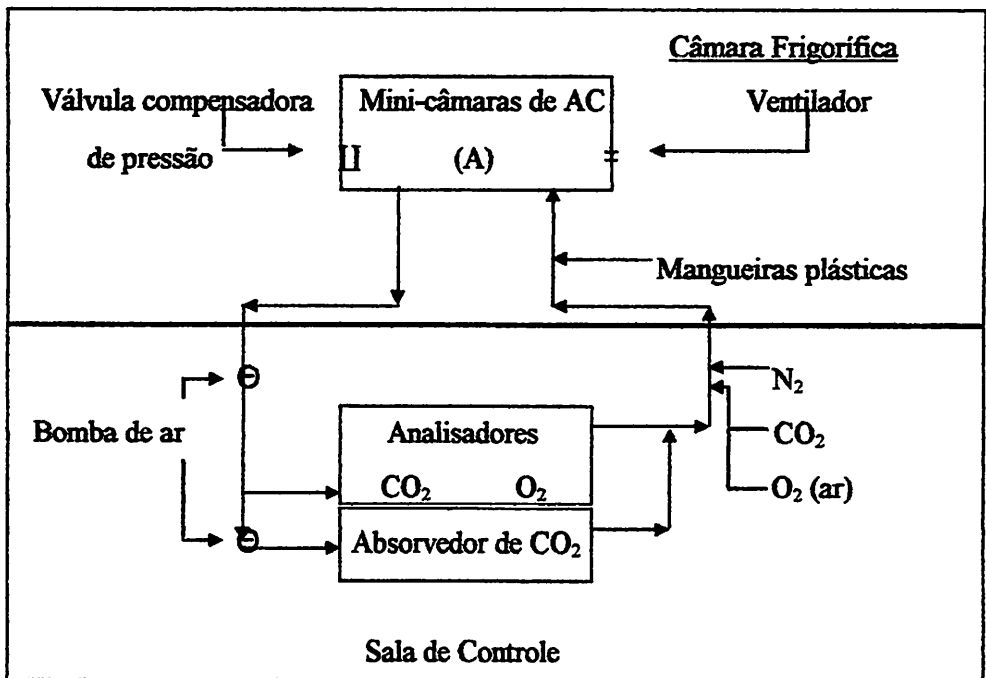 Câmara Frigorífica
Válvula compensadora
de pressão
Mini-câmaras de AC
(A)
Ventilador
Mangueiras plásticas
N₂
CO₂
O₂ (ar)
Bomba de ar
Analisadores
CO₂ O₂
Absorvedor de CO₂
Sala de Controle